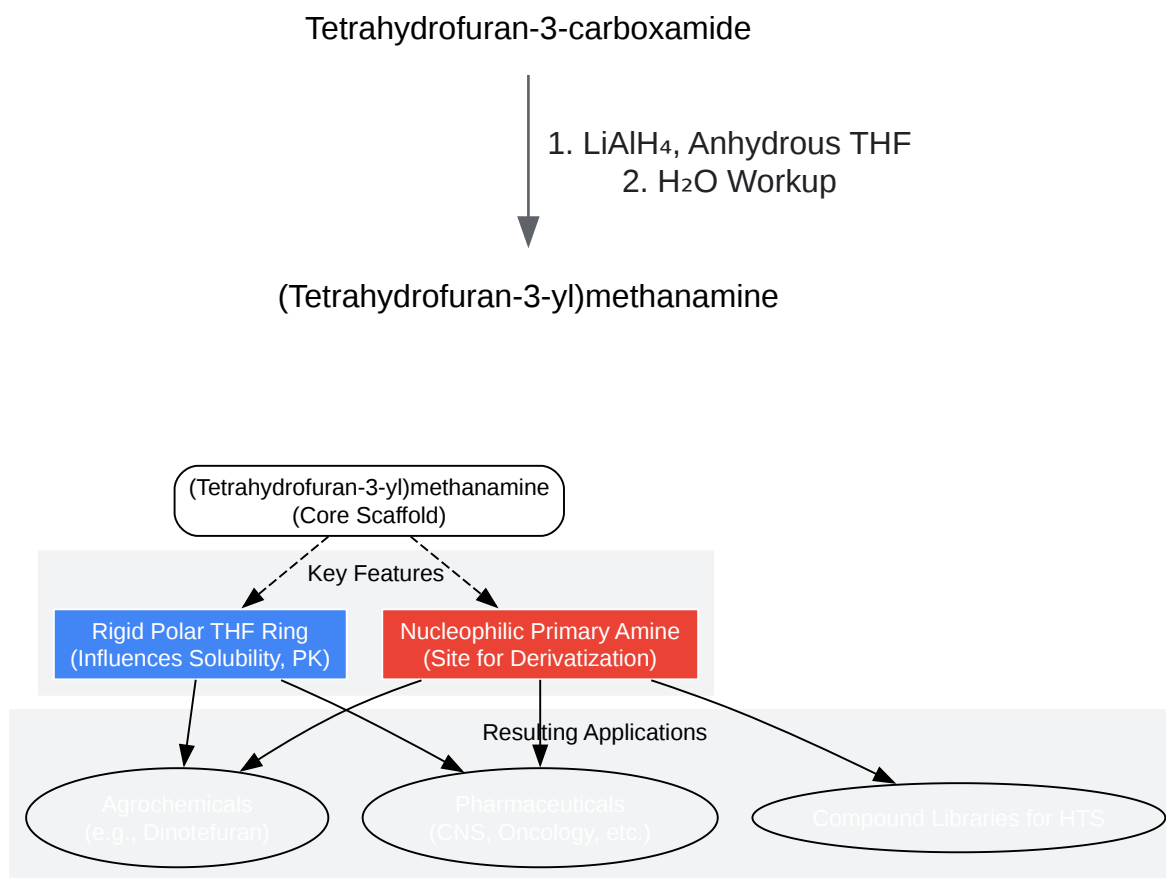 Tetrahydrofuran-3-carboxamide
1. LiAlH₄, Anhydrous THF
2. H₂O Workup
(Tetrahydrofuran-3-yl)methanamine
(Tetrahydrofuran-3-yl)methanamine
(Core Scaffold)
Key Features
Rigid Polar THF Ring
(Influences Solubility, PK)
Nucleophilic Primary Amine
(Site for Derivatization)
Resulting Applications
Agrochemicals
(e.g., Dinotefuran)
Pharmaceuticals
(CNS, Oncology, etc.)
Compound Libraries for HTS